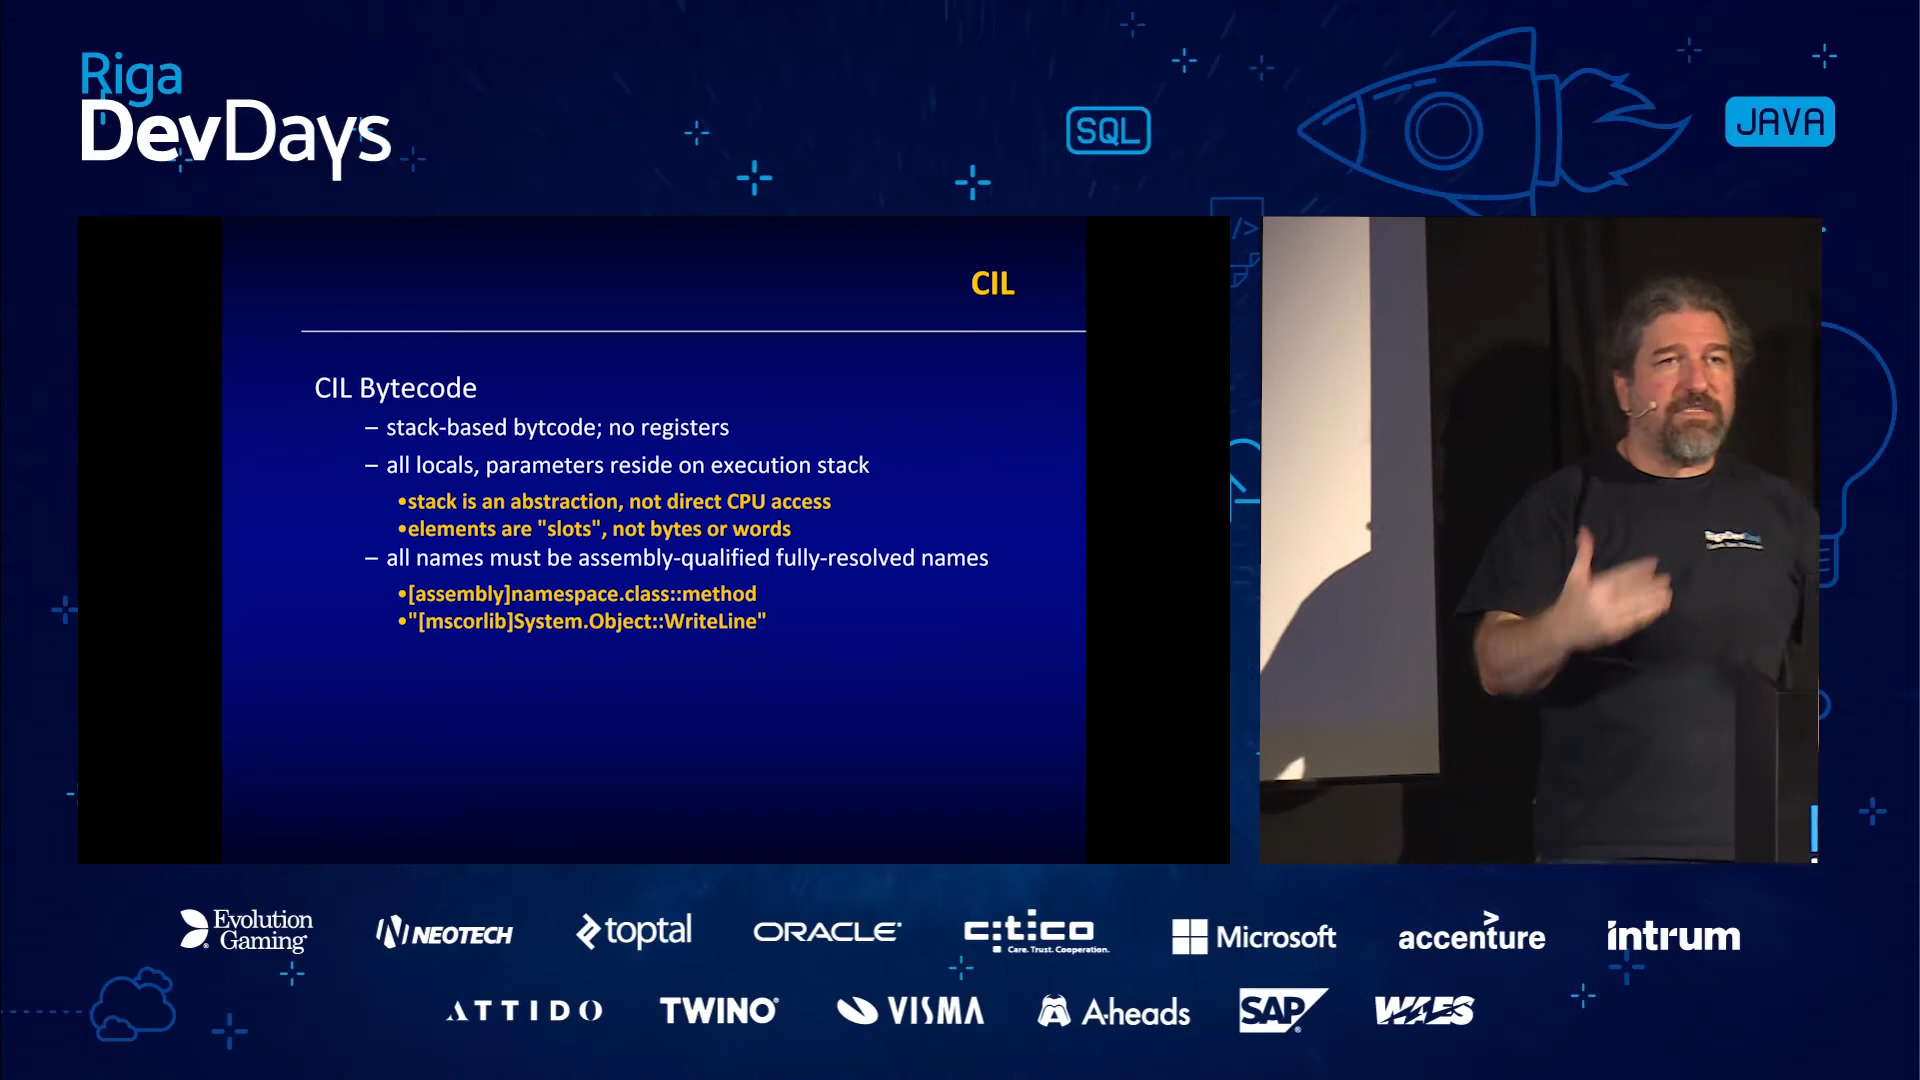 Riga
DevDays
SQL
JAVA
</>
CIL
CIL Bytecode
– stack-based bytcode; no registers
– all locals, parameters reside on execution stack
•stack is an abstraction, not direct CPU access
•elements are "slots", not bytes or words
– all names must be assembly-qualified fully-resolved names
•[assembly]namespace.class::method
•"[mscorlib]System.Object::WriteLine"
RigaDevDays
Evolution
Gaming
NEOTECH
toptal
ORACLE
citico
Care. Trust. Cooperation.
Microsoft
accenture
intrum
ATTIDO
TWINO
VISMA
A-heads
SAP